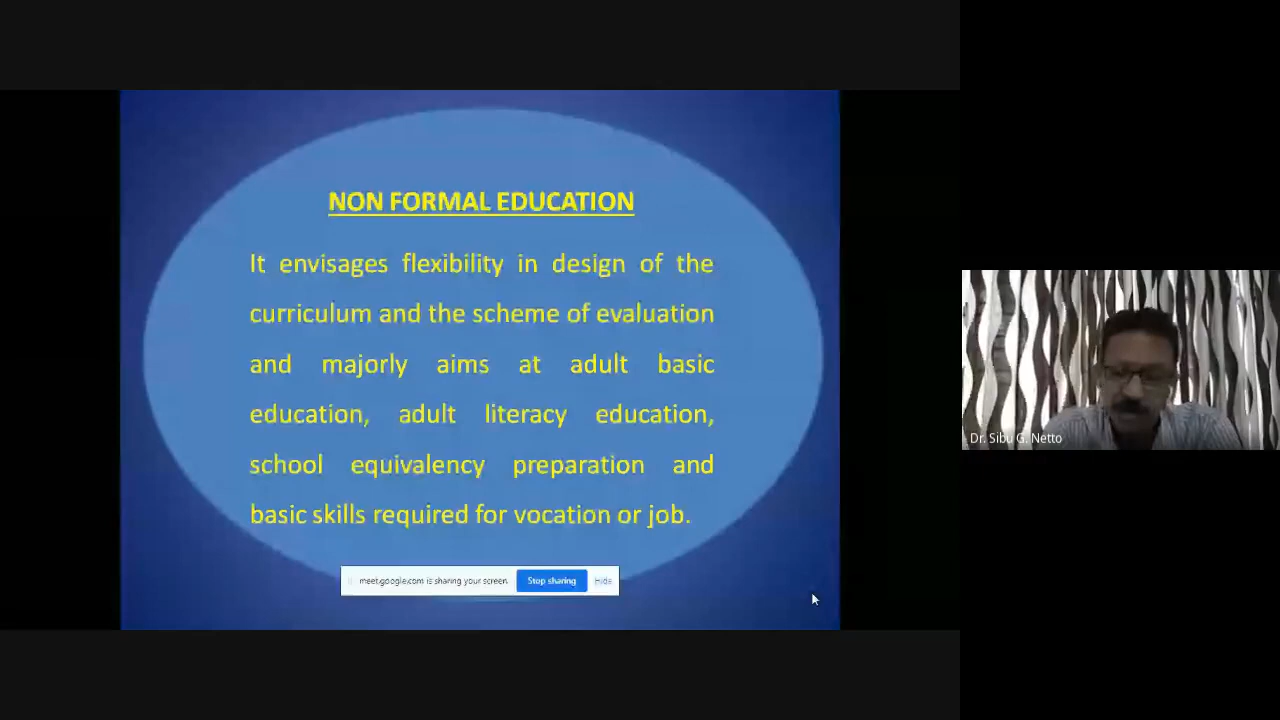 NON FORMAL EDUCATION
It envisages flexibility in design of the
curriculum and the scheme of evaluation
and majorly aims at adult basic
education, adult literacy education,
school equivalency preparation and
basic skills required for vocation or job.
meet.google.com is sharing your screen. Stop sharing Hide
Dr. Sibu G. Netto